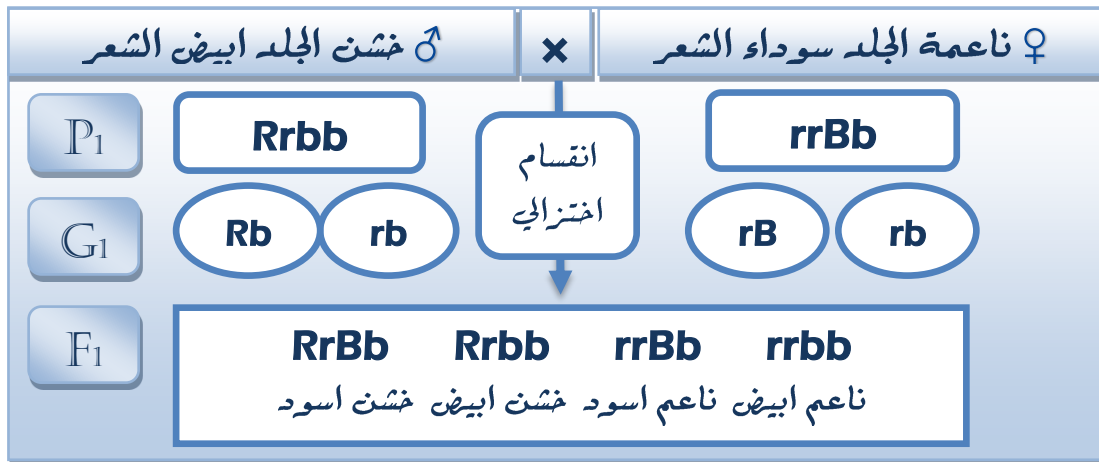 ♀ ناعمة الجلد سوداء الشعر × ♂ خشن الجلد ابيض الشعر
P1 Rrbb rrBb
انقسام
اختزالي
G1 Rb rb rB rb
F1 RrBb Rrbb rrBb rrbb
ناعم ابيض ناعم اسود خشن ابيض خشن اسود